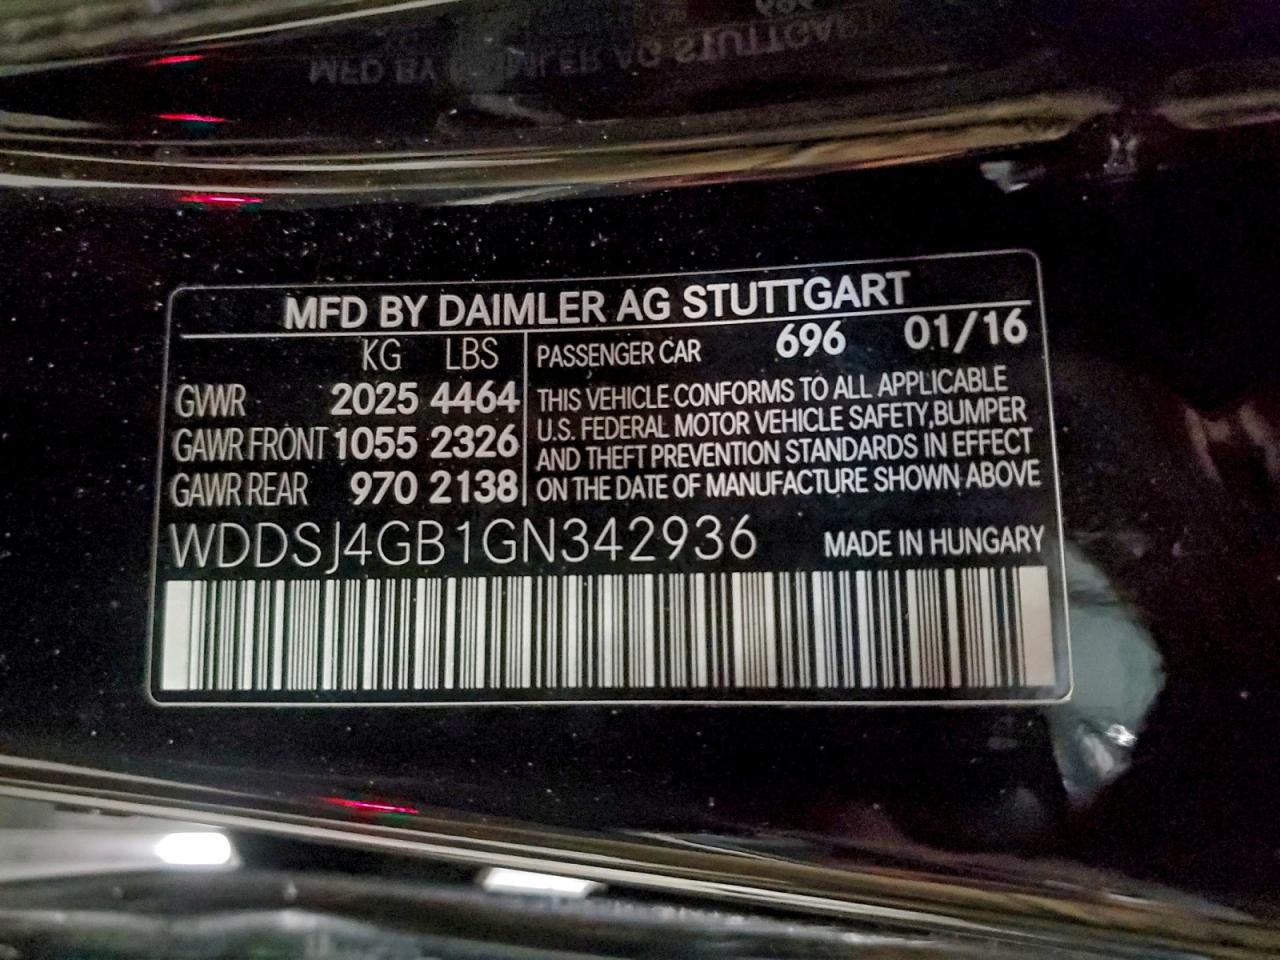 MFD BY DAIMLER AG STUTTGART
KG LBS
GVWR 2025 4464
GAWR FRONT 1055 2326
GAWR REAR 970 2138
PASSENGER CAR 696 01/16
THIS VEHICLE CONFORMS TO ALL APPLICABLE
U.S. FEDERAL MOTOR VEHICLE SAFETY,BUMPER
AND THEFT PREVENTION STANDARDS IN EFFECT
ON THE DATE OF MANUFACTURE SHOWN ABOVE
WDDSJ4GB1GN342936 MADE IN HUNGARY